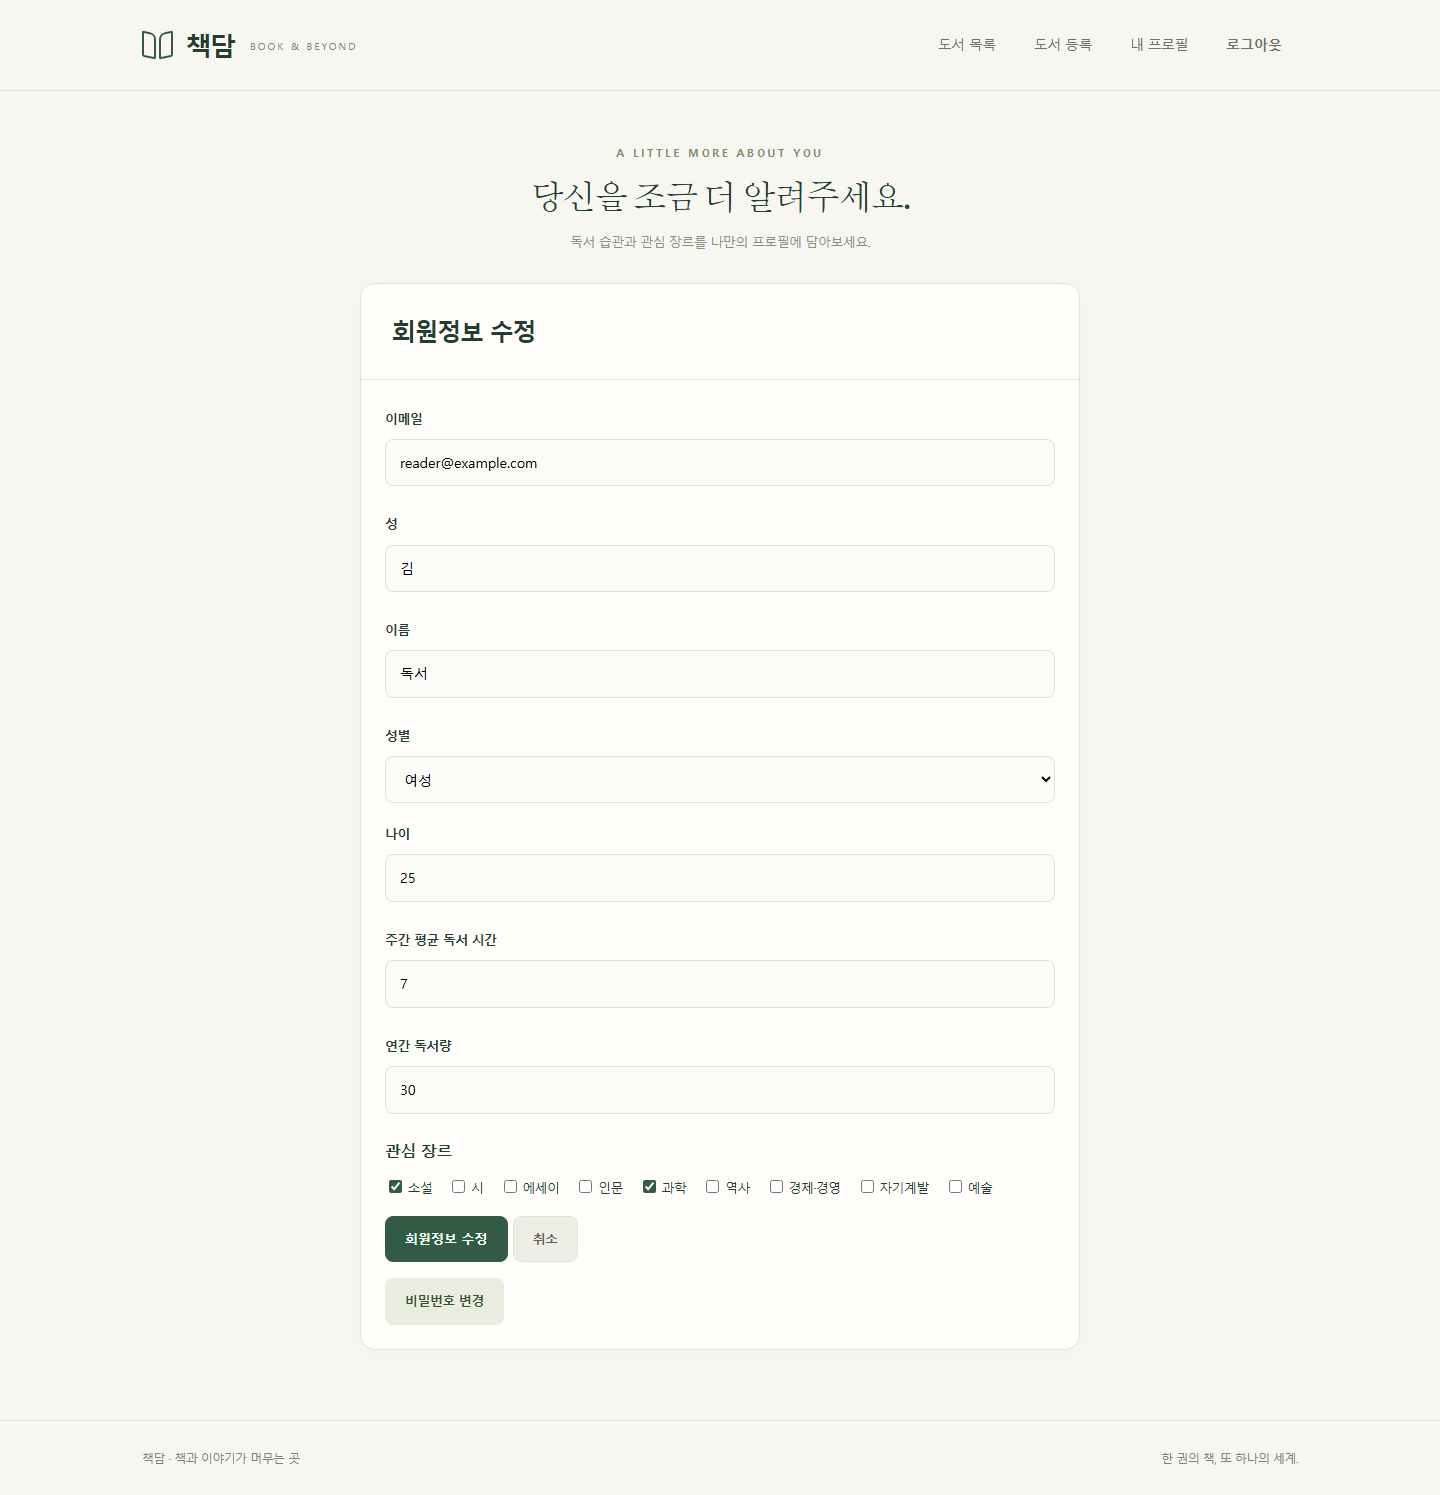 책담 BOOK & BEYOND
도서 목록 도서 등록 내 프로필 로그아웃
A LITTLE MORE ABOUT YOU
당신을 조금 더 알려주세요.
독서 습관과 관심 장르를 나만의 프로필에 담아보세요.
회원정보 수정
이메일
reader@example.com
성
김
이름
독서
성별
여성
나이
25
주간 평균 독서 시간
7
연간 독서량
30
관심 장르
소설 시 에세이 인문 과학 역사 경제·경영 자기계발 예술
회원정보 수정 취소
비밀번호 변경
책담 · 책과 이야기가 머무는 곳 한 권의 책, 또 하나의 세계.